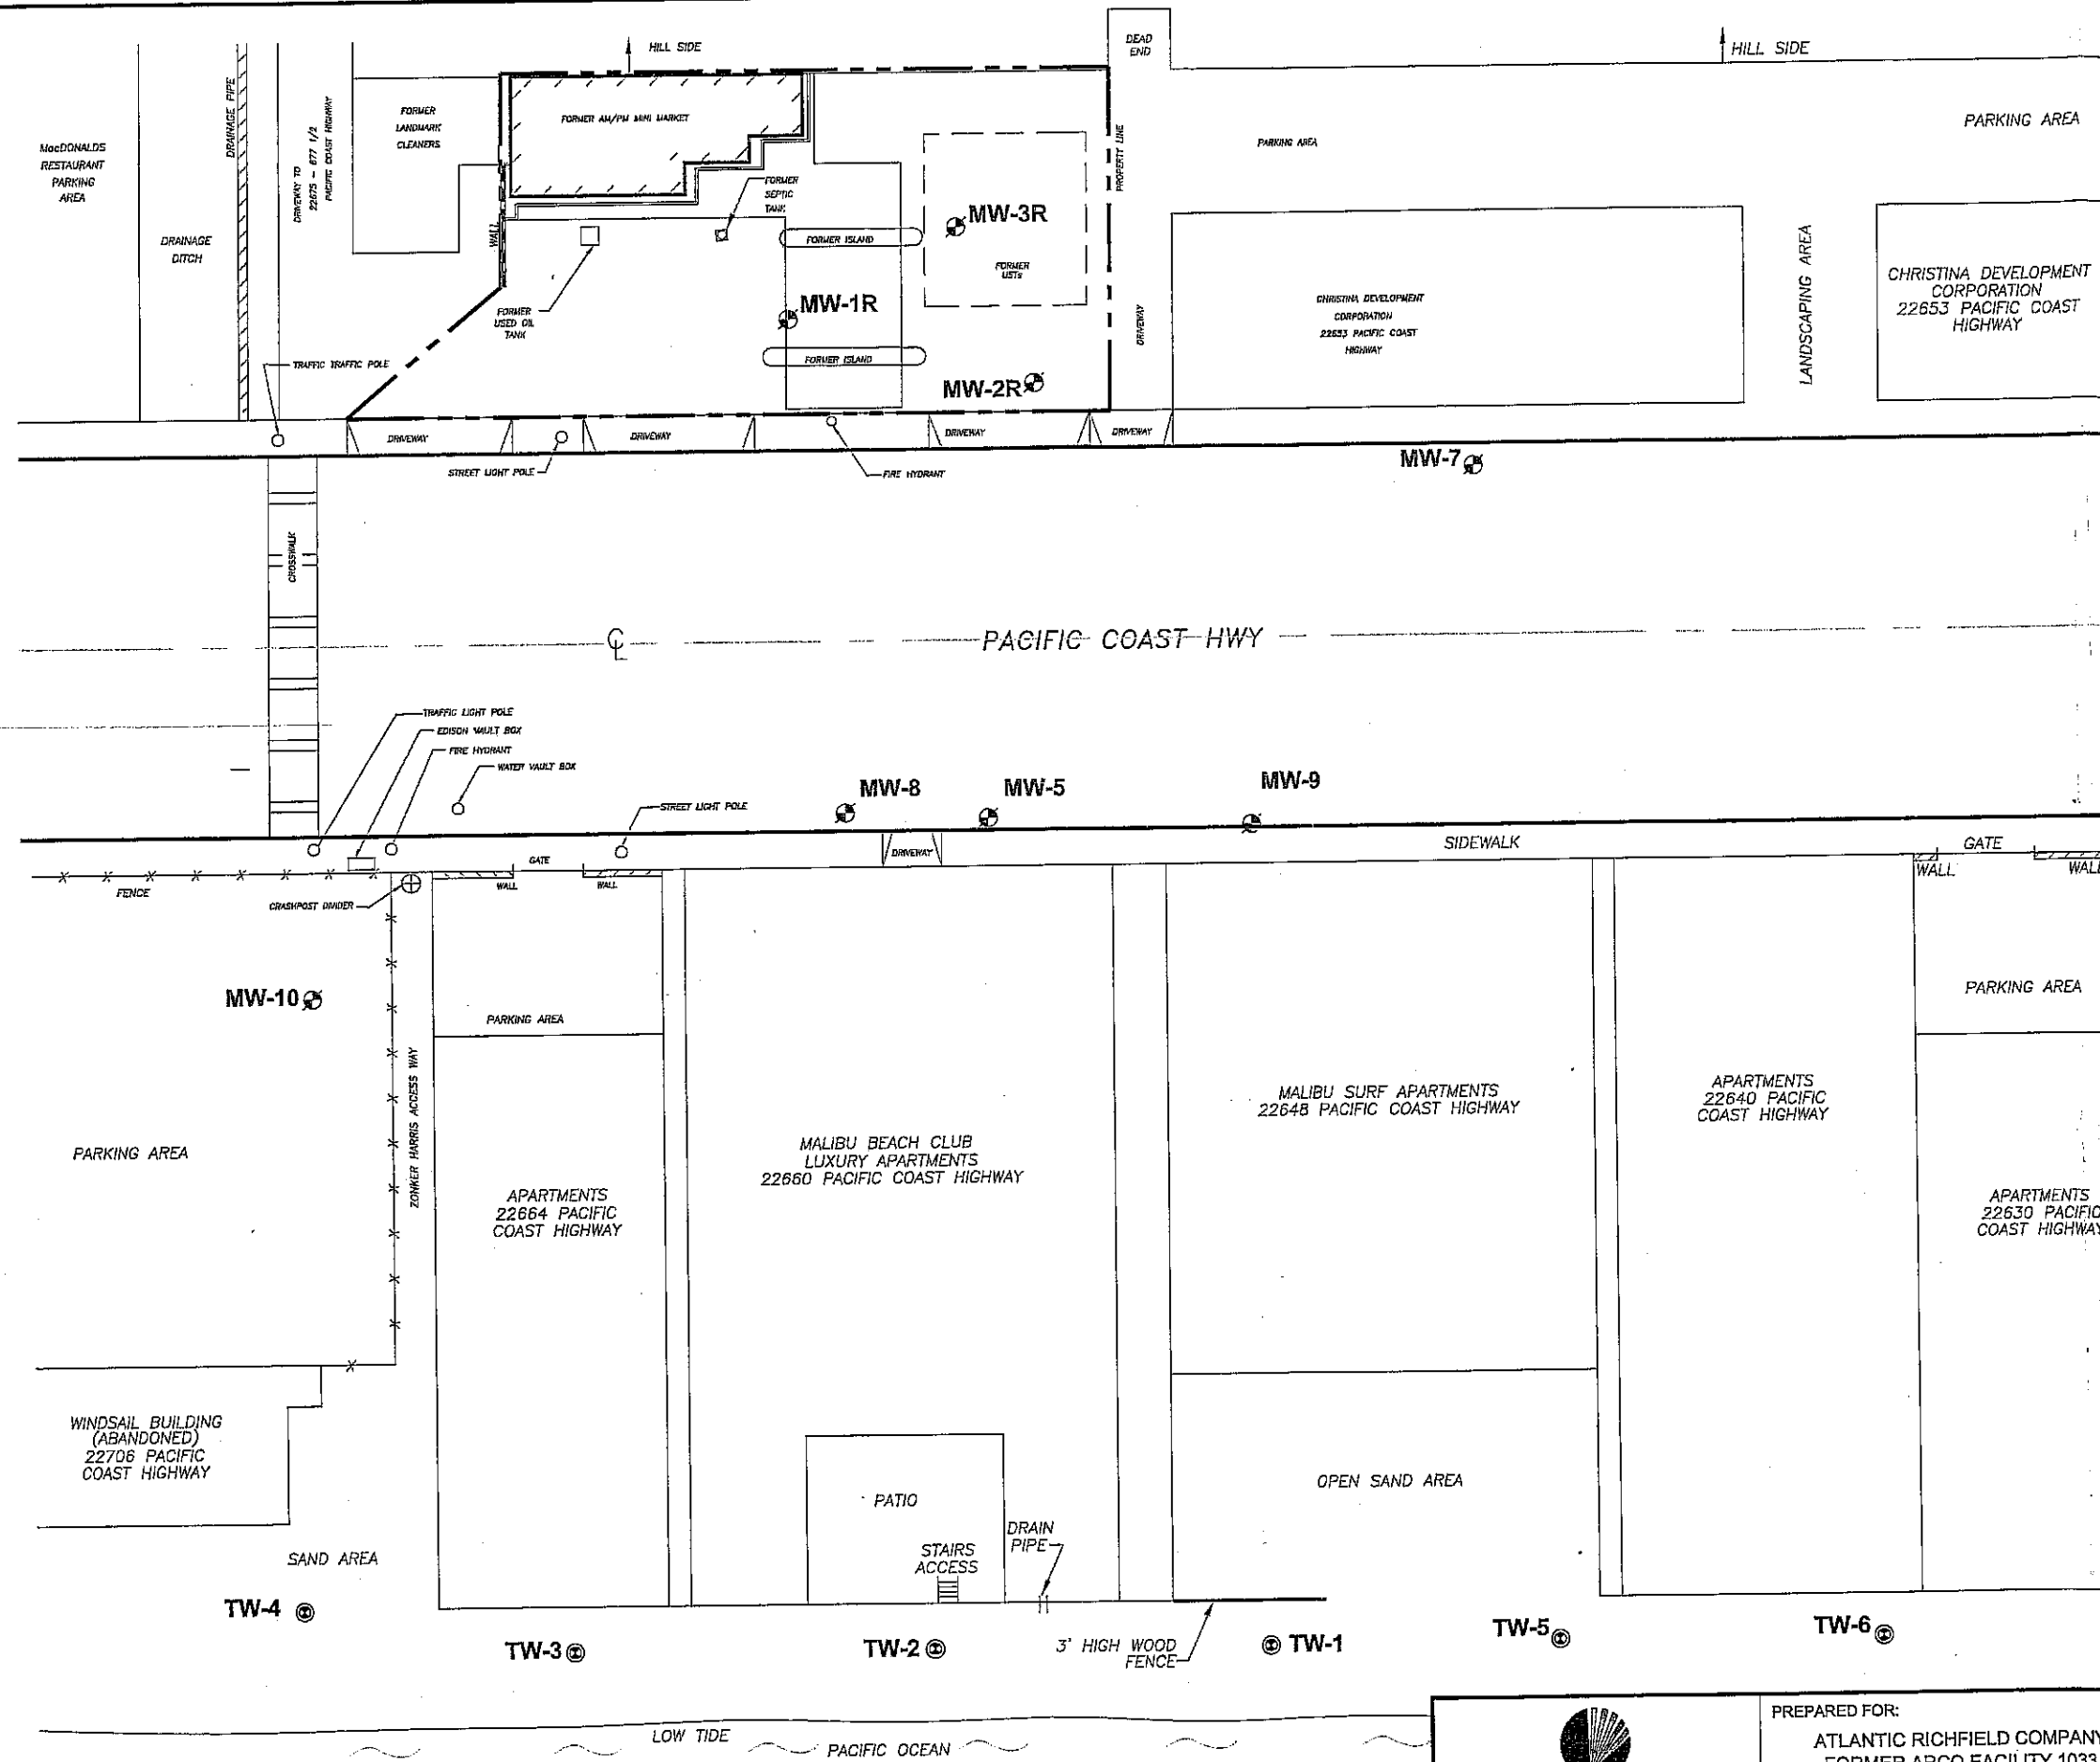 HILL SIDE
DEAD
END
HILL SIDE
MacDONALDS
RESTAURANT
PARKING
AREA
DRAINAGE PIPE
DRAINAGE
DITCH
DRIVEWAY TO
22675 - 677 1/2
PACIFIC COAST HIGHWAY
FORMER
LANDMARK
CLEANERS
FORMER AM/PM MINI MARKET
WALL
FORMER
SEPTIC
TANK
FORMER
USED OIL
TANK
FORMER ISLAND
MW-3R
FORMER
USTs
MW-1R
FORMER ISLAND
MW-2R
PROPERTY LINE
DRIVEWAY
PARKING AREA
PARKING AREA
CHRISTINA DEVELOPMENT
CORPORATION
22653 PACIFIC COAST
HIGHWAY
LANDSCAPING AREA
CHRISTINA DEVELOPMENT
CORPORATION
22653 PACIFIC COAST
HIGHWAY
TRAFFIC TRAFFIC POLE
DRIVEWAY
DRIVEWAY
DRIVEWAY
DRIVEWAY
STREET LIGHT POLE
FIRE HYDRANT
MW-7
CROSSWALK
PACIFIC COAST HWY
TRAFFIC LIGHT POLE
EDISON VAULT BOX
FIRE HYDRANT
WATER VAULT BOX
STREET LIGHT POLE
MW-8
MW-5
MW-9
DRIVEWAY
SIDEWALK
GATE
WALL
WALL
FENCE
CRASHPOST DIVIDER
GATE
WALL
WALL
MW-10
PARKING AREA
PARKING AREA
ZONKER HARRIS ACCESS WAY
PARKING AREA
APARTMENTS
22664 PACIFIC
COAST HIGHWAY
MALIBU BEACH CLUB
LUXURY APARTMENTS
22660 PACIFIC COAST HIGHWAY
MALIBU SURF APARTMENTS
22648 PACIFIC COAST HIGHWAY
APARTMENTS
22640 PACIFIC
COAST HIGHWAY
APARTMENTS
22630 PACIFIC
COAST HIGHWAY
WINDSAIL BUILDING
(ABANDONED)
22706 PACIFIC
COAST HIGHWAY
SAND AREA
PATIO
STAIRS
ACCESS
DRAIN
PIPE
OPEN SAND AREA
TW-4
TW-3
TW-2
3' HIGH WOOD
FENCE
TW-1
TW-5
TW-6
LOW TIDE
PACIFIC OCEAN
PREPARED FOR:
ATLANTIC RICHFIELD COMPANY
FORMER ARCO FACILITY 1033